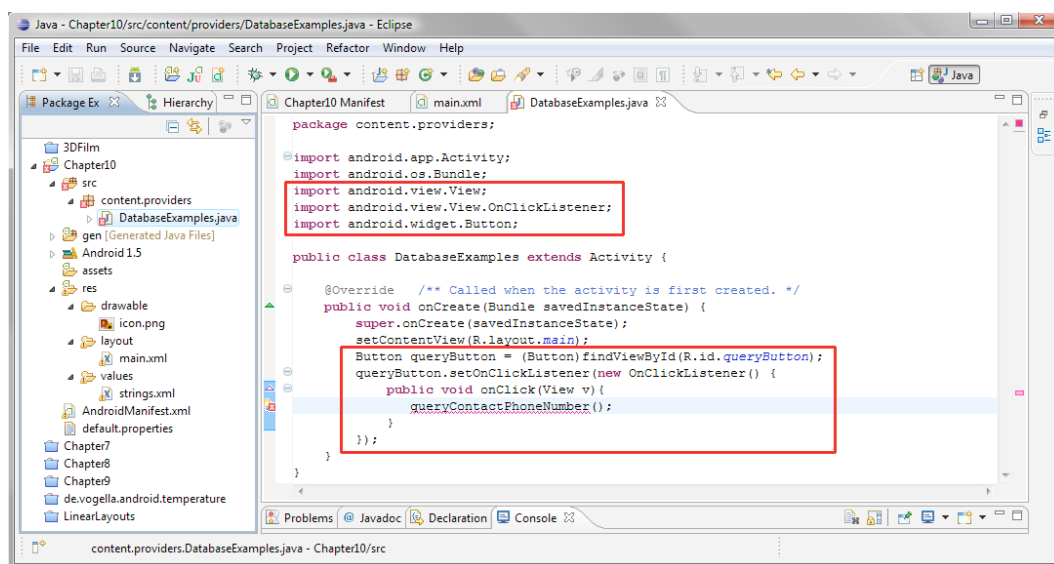 Java - Chapter10/src/content/providers/DatabaseExamples.java - Eclipse
File Edit Run Source Navigate Search Project Refactor Window Help
Java
Package Ex
Hierarchy
Chapter10 Manifest
main.xml
DatabaseExamples.java
3DFilm
Chapter10
src
content.providers
DatabaseExamples.java
gen [Generated Java Files]
Android 1.5
assets
res
drawable
icon.png
layout
main.xml
values
strings.xml
AndroidManifest.xml
default.properties
Chapter7
Chapter8
Chapter9
de.vogella.android.temperature
LinearLayouts
package content.providers;
import android.app.Activity;
import android.os.Bundle;
import android.view.View;
import android.view.View.OnClickListener;
import android.widget.Button;
public class DatabaseExamples extends Activity {
@Override /** Called when the activity is first created. */
public void onCreate(Bundle savedInstanceState) {
super.onCreate(savedInstanceState);
setContentView(R.layout.main);
Button queryButton = (Button)findViewById(R.id.queryButton);
queryButton.setOnClickListener(new OnClickListener() {
public void onClick(View v){
queryContactPhoneNumber();
}
});
}
}
Problems @ Javadoc Declaration Console
content.providers.DatabaseExamples.java - Chapter10/src